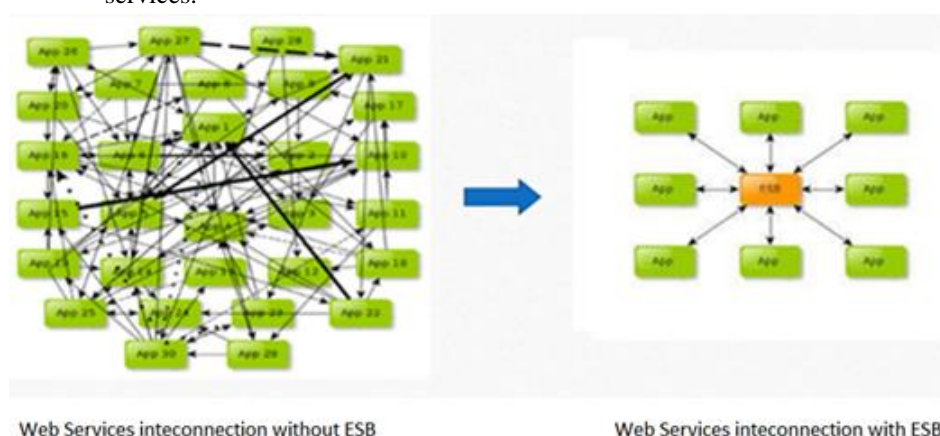 services.
App 27
App 28
App 26
App 21
App 7
App 20
App 17
App 1
App 16
App 2
App 10
App 15
App 3
App 11
App 18
App 12
App 25
App 22
App 30
App 29
App App App
App ESB App
App App App
Web Services inteconnection without ESB
Web Services inteconnection with ESB